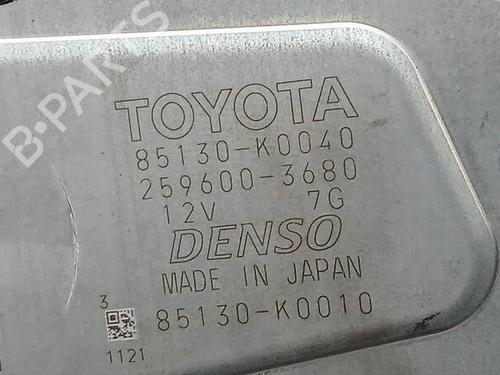 B-PARTS
TOYOTA
85130-K0040
259600-3680
12V 7G
DENSO
MADE IN JAPAN
3
85130-K0010
1121